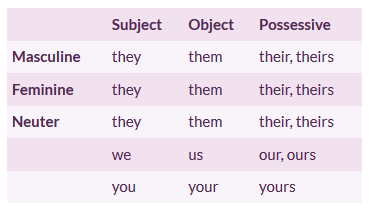 Subject Object Possessive
Masculine they them their, theirs
Feminine they them their, theirs
Neuter they them their, theirs
we us our, ours
you your yours